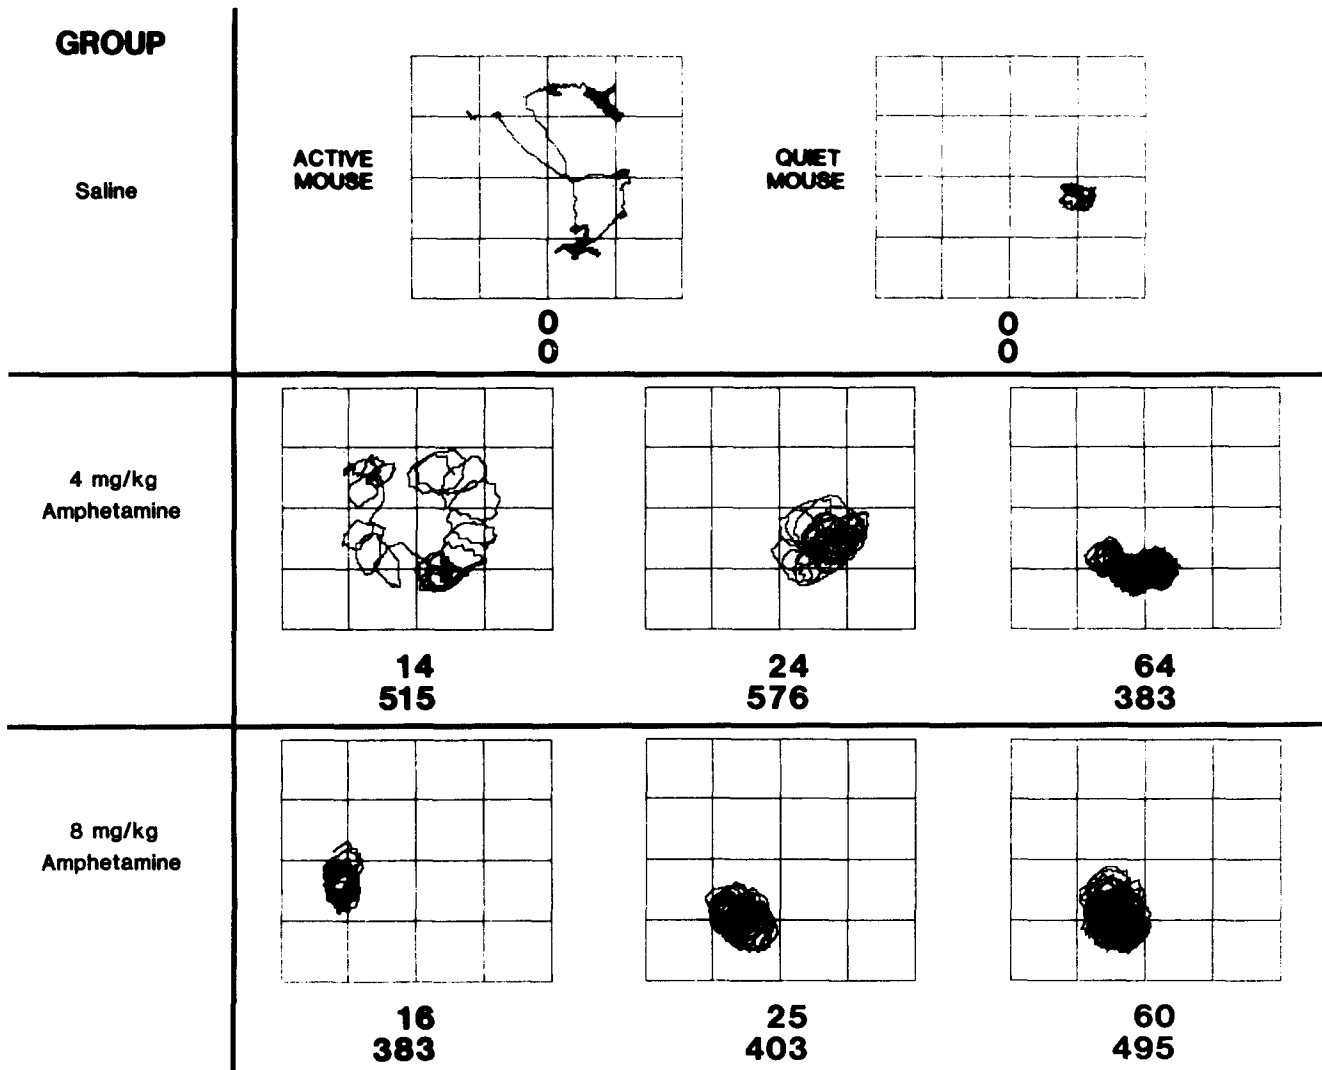 GROUP
Saline
ACTIVE
MOUSE
QUIET
MOUSE
0
0
0
0
4 mg/kg
Amphetamine
14
515
24
576
64
383
8 mg/kg
Amphetamine
16
383
25
403
60
495